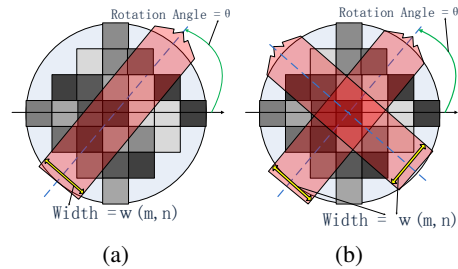 Rotation Angle = θ
Rotation Angle = θ
Width = w (m, n)
Width = w (m, n)
(a)
(b)